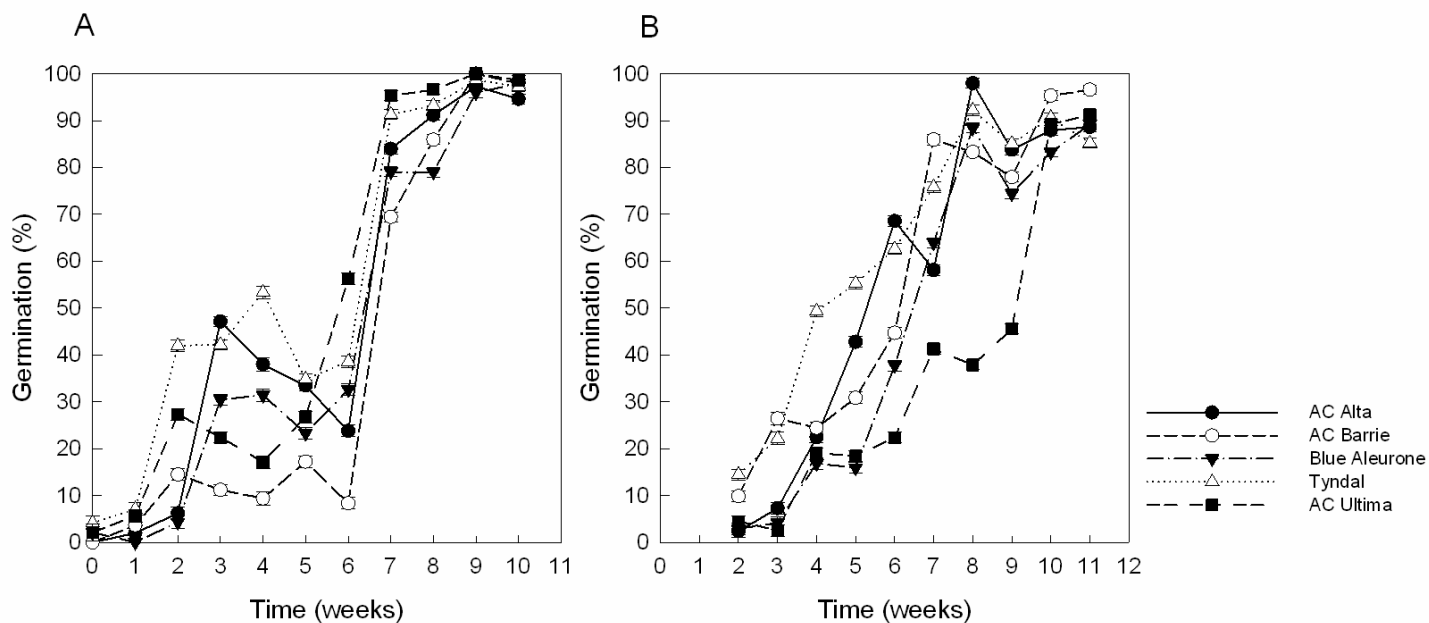 A
B
100
90
80
70
60
50
40
30
20
10
0
Germination (%)
0 1 2 3 4 5 6 7 8 9 10 11
Time (weeks)
100
90
80
70
60
50
40
30
20
10
0
Germination (%)
0 1 2 3 4 5 6 7 8 9 10 11 12
Time (weeks)
AC Alta
AC Barrie
Blue Aleurone
Tyndal
AC Ultima